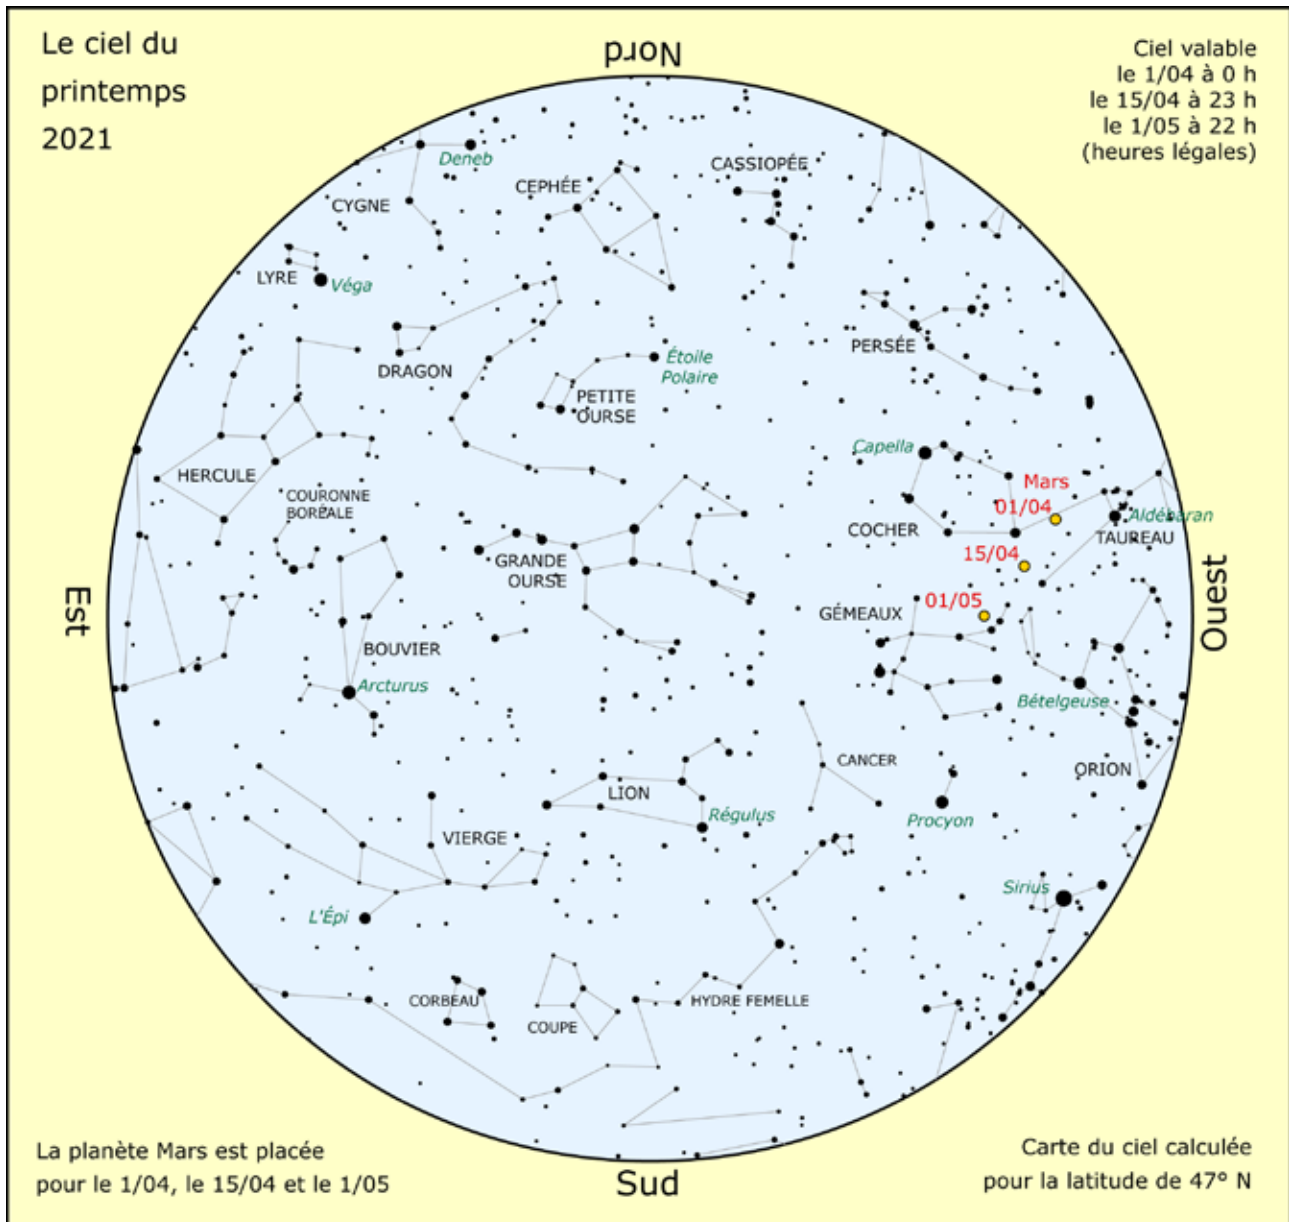 Le ciel du
printemps
2021
Nord
Ciel valable
le 1/04 à 0 h
le 15/04 à 23 h
le 1/05 à 22 h
(heures légales)
Deneb
CASSIOPÉE
CEPHÉE
CYGNE
LYRE
Véga
PERSÉE
Étoile
Polaire
DRAGON
PETITE
OURSE
Capella
HERCULE
Mars
01/04
COURONNE
BORÉALE
Aldébaran
COCHER
TAUREAU
15/04
GRANDE
OURSE
Est
01/05
GÉMEAUX
Ouest
BOUVIER
Arcturus
Bételgeuse
CANCER
ORION
LION
Régulus
Procyon
VIERGE
Sirius
L'Épi
CORBEAU
HYDRE FEMELLE
COUPE
La planète Mars est placée
pour le 1/04, le 15/04 et le 1/05
Sud
Carte du ciel calculée
pour la latitude de 47° N